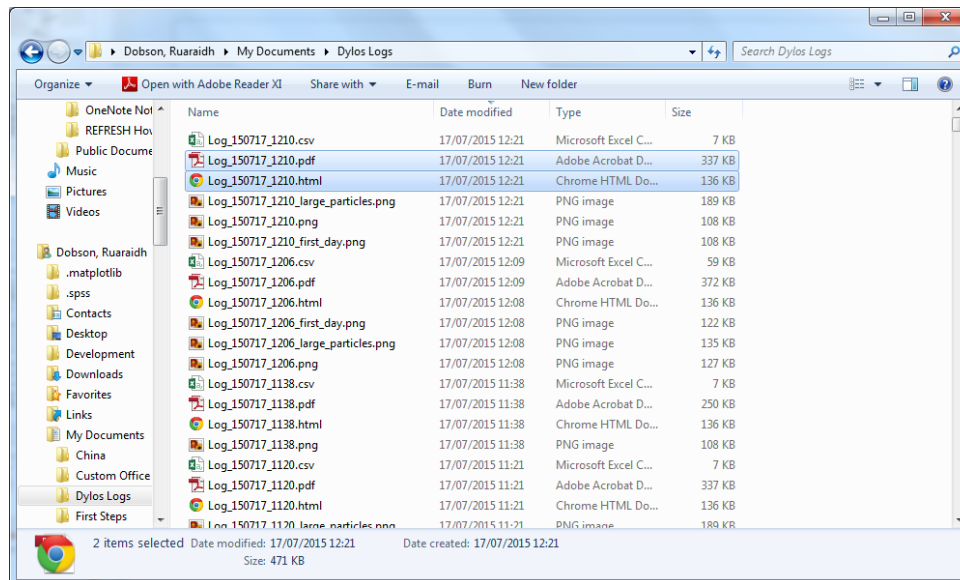 Dobson, Ruaraidh ▸ My Documents ▸ Dylos Logs
Search Dylos Logs
Organize Open with Adobe Reader XI Share with E-mail Burn New folder
Name Date modified Type Size
OneNote Not
REFRESH Hov
Public Docume
Music
Pictures
Videos
Dobson, Ruaraidh
.matplotlib
.spss
Contacts
Desktop
Development
Downloads
Favorites
Links
My Documents
China
Custom Office
Dylos Logs
First Steps
Log_150717_1210.csv 17/07/2015 12:21 Microsoft Excel C... 7 KB
Log_150717_1210.pdf 17/07/2015 12:21 Adobe Acrobat D... 337 KB
Log_150717_1210.html 17/07/2015 12:21 Chrome HTML Do... 136 KB
Log_150717_1210_large_particles.png 17/07/2015 12:21 PNG image 189 KB
Log_150717_1210.png 17/07/2015 12:21 PNG image 108 KB
Log_150717_1210_first_day.png 17/07/2015 12:21 PNG image 108 KB
Log_150717_1206.csv 17/07/2015 12:09 Microsoft Excel C... 59 KB
Log_150717_1206.pdf 17/07/2015 12:09 Adobe Acrobat D... 372 KB
Log_150717_1206.html 17/07/2015 12:08 Chrome HTML Do... 136 KB
Log_150717_1206_first_day.png 17/07/2015 12:08 PNG image 122 KB
Log_150717_1206_large_particles.png 17/07/2015 12:08 PNG image 135 KB
Log_150717_1206.png 17/07/2015 12:08 PNG image 127 KB
Log_150717_1138.csv 17/07/2015 11:38 Microsoft Excel C... 7 KB
Log_150717_1138.pdf 17/07/2015 11:38 Adobe Acrobat D... 250 KB
Log_150717_1138.html 17/07/2015 11:38 Chrome HTML Do... 136 KB
Log_150717_1138.png 17/07/2015 11:38 PNG image 108 KB
Log_150717_1120.csv 17/07/2015 11:21 Microsoft Excel C... 7 KB
Log_150717_1120.pdf 17/07/2015 11:21 Adobe Acrobat D... 337 KB
Log_150717_1120.html 17/07/2015 11:21 Chrome HTML Do... 136 KB
Log_150717_1120_large_particles.png 17/07/2015 11:21 PNG image 189 KB
2 items selected Date modified: 17/07/2015 12:21 Date created: 17/07/2015 12:21
Size: 471 KB